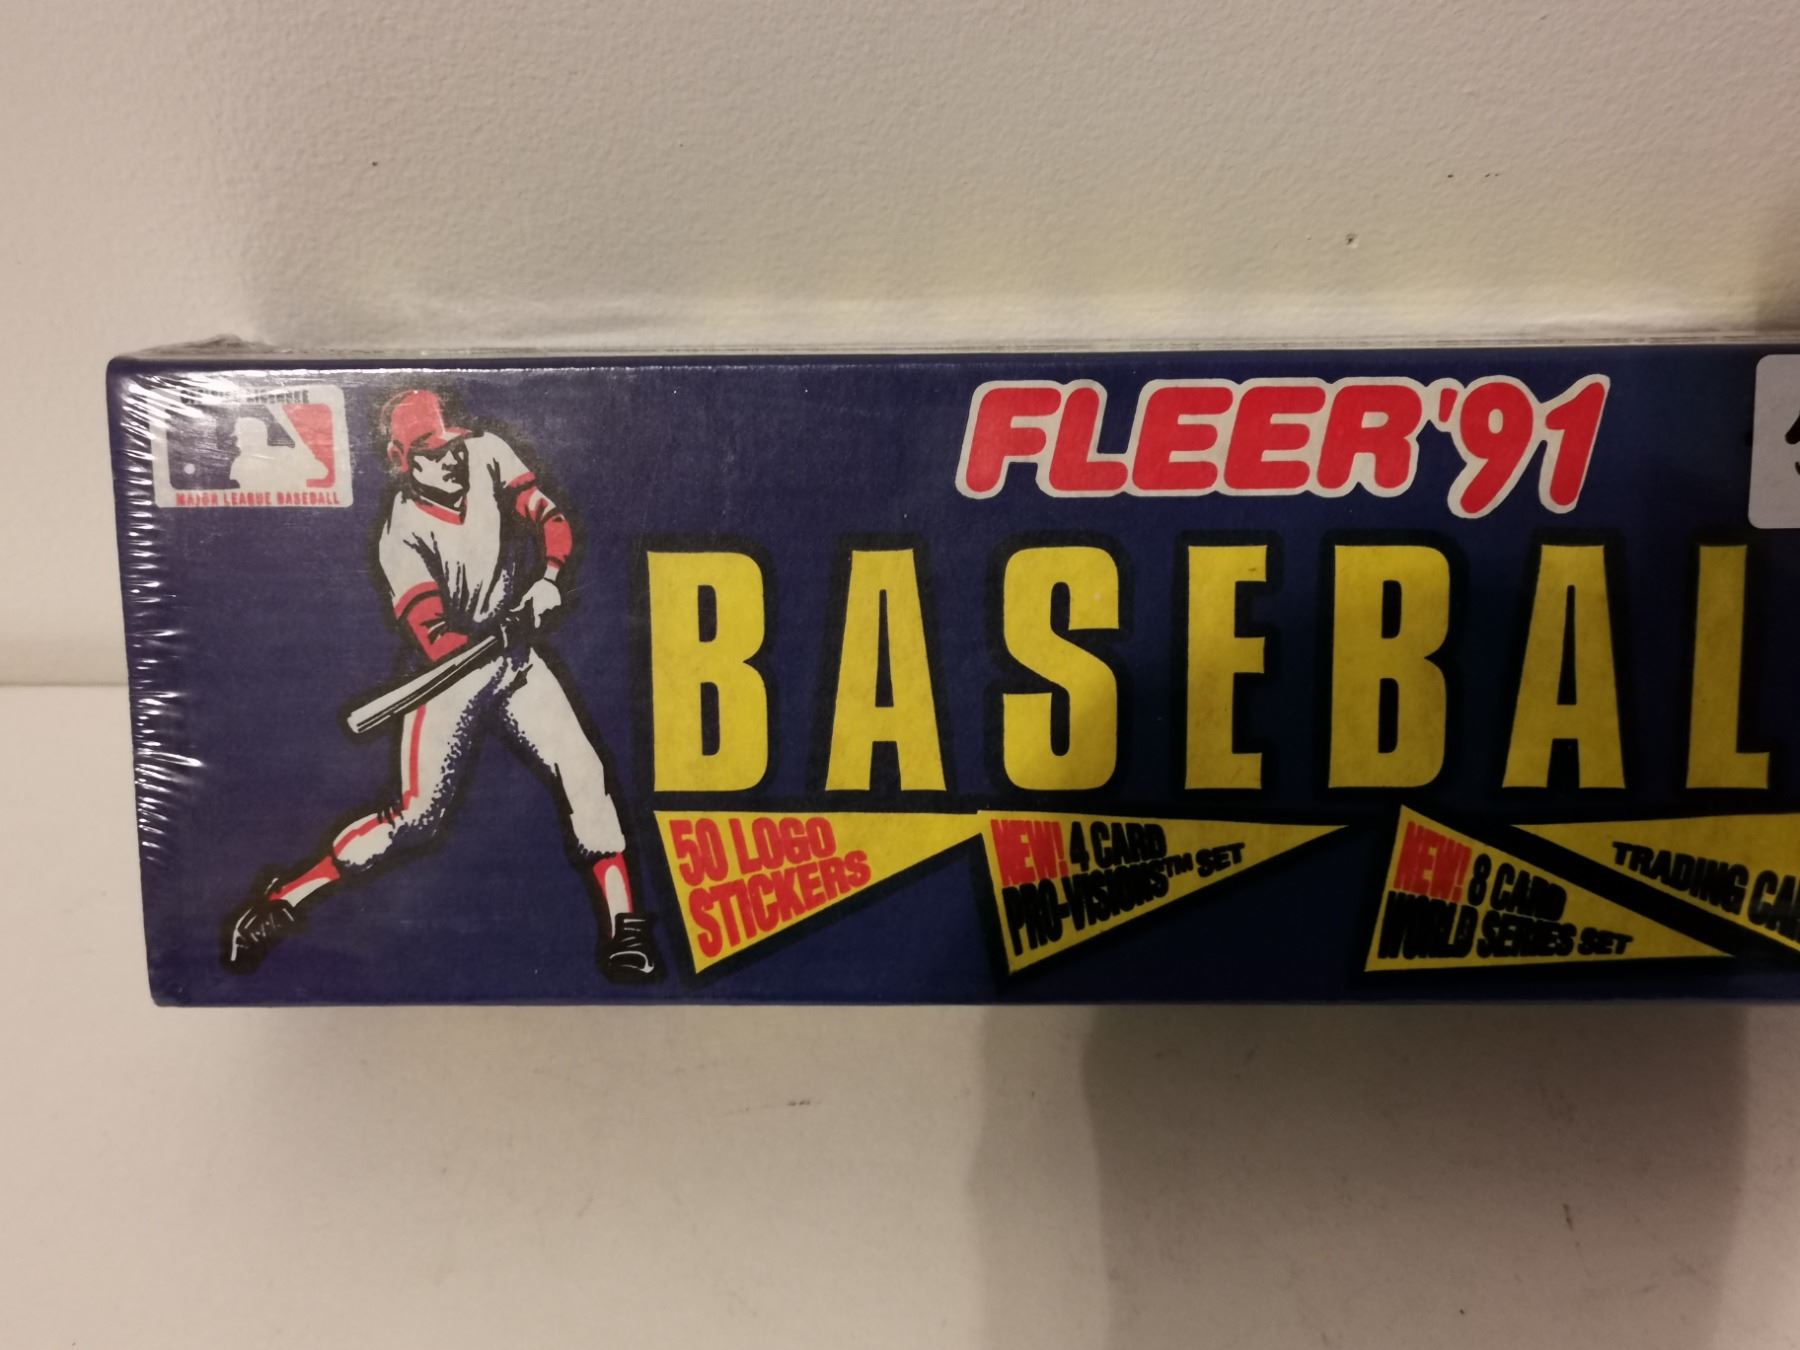 MAJOR LEAGUE BASEBALL
FLEER'91
BASEBAL
50 LOGO
STICKERS
NEW! 4 CARD
PRO-VISIONS™ SET
NEW! 8 CARD
WORLD SERIES SET
TRADING CA